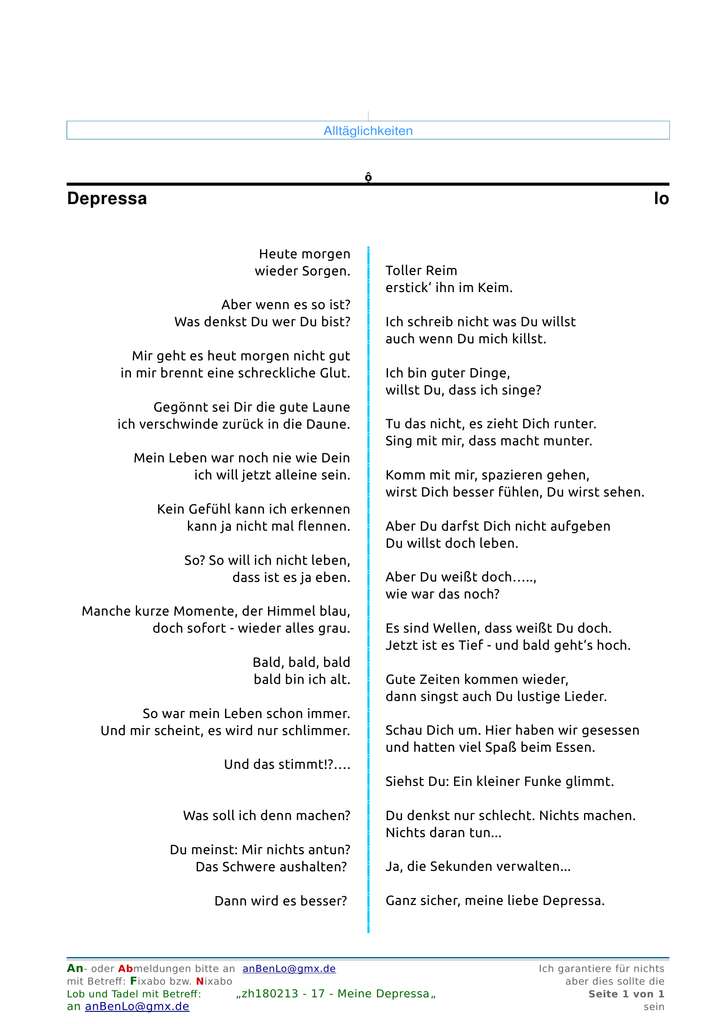 Alltäglichkeiten
ộ
Depressa lo
Heute morgen
wieder Sorgen.
Toller Reim
erstick‘ ihn im Keim.
Aber wenn es so ist?
Was denkst Du wer Du bist?
Ich schreib nicht was Du willst
auch wenn Du mich killst.
Mir geht es heut morgen nicht gut
in mir brennt eine schreckliche Glut.
Ich bin guter Dinge,
willst Du, dass ich singe?
Gegönnt sei Dir die gute Laune
ich verschwinde zurück in die Daune.
Tu das nicht, es zieht Dich runter.
Sing mit mir, dass macht munter.
Mein Leben war noch nie wie Dein
ich will jetzt alleine sein.
Komm mit mir, spazieren gehen,
wirst Dich besser fühlen, Du wirst sehen.
Kein Gefühl kann ich erkennen
kann ja nicht mal flennen.
Aber Du darfst Dich nicht aufgeben
Du willst doch leben.
So? So will ich nicht leben,
dass ist es ja eben.
Aber Du weißt doch…..,
wie war das noch?
Manche kurze Momente, der Himmel blau,
doch sofort - wieder alles grau.
Es sind Wellen, dass weißt Du doch.
Jetzt ist es Tief - und bald geht‘s hoch.
Bald, bald, bald
bald bin ich alt.
Gute Zeiten kommen wieder,
dann singst auch Du lustige Lieder.
So war mein Leben schon immer.
Und mir scheint, es wird nur schlimmer.
Schau Dich um. Hier haben wir gesessen
und hatten viel Spaß beim Essen.
Und das stimmt!?….
Siehst Du: Ein kleiner Funke glimmt.
Was soll ich denn machen?
Du denkst nur schlecht. Nichts machen.
Nichts daran tun...
Du meinst: Mir nichts antun?
Das Schwere aushalten?
Ja, die Sekunden verwalten...
Dann wird es besser?
Ganz sicher, meine liebe Depressa.
An- oder Abmeldungen bitte an anBenLo@gmx.de
mit Betreff: Fixabo bzw. Nixabo
Lob und Tadel mit Betreff: „zh180213 - 17 - Meine Depressa„
an anBenLo@gmx.de
Ich garantiere für nichts
aber dies sollte die
Seite 1 von 1
sein